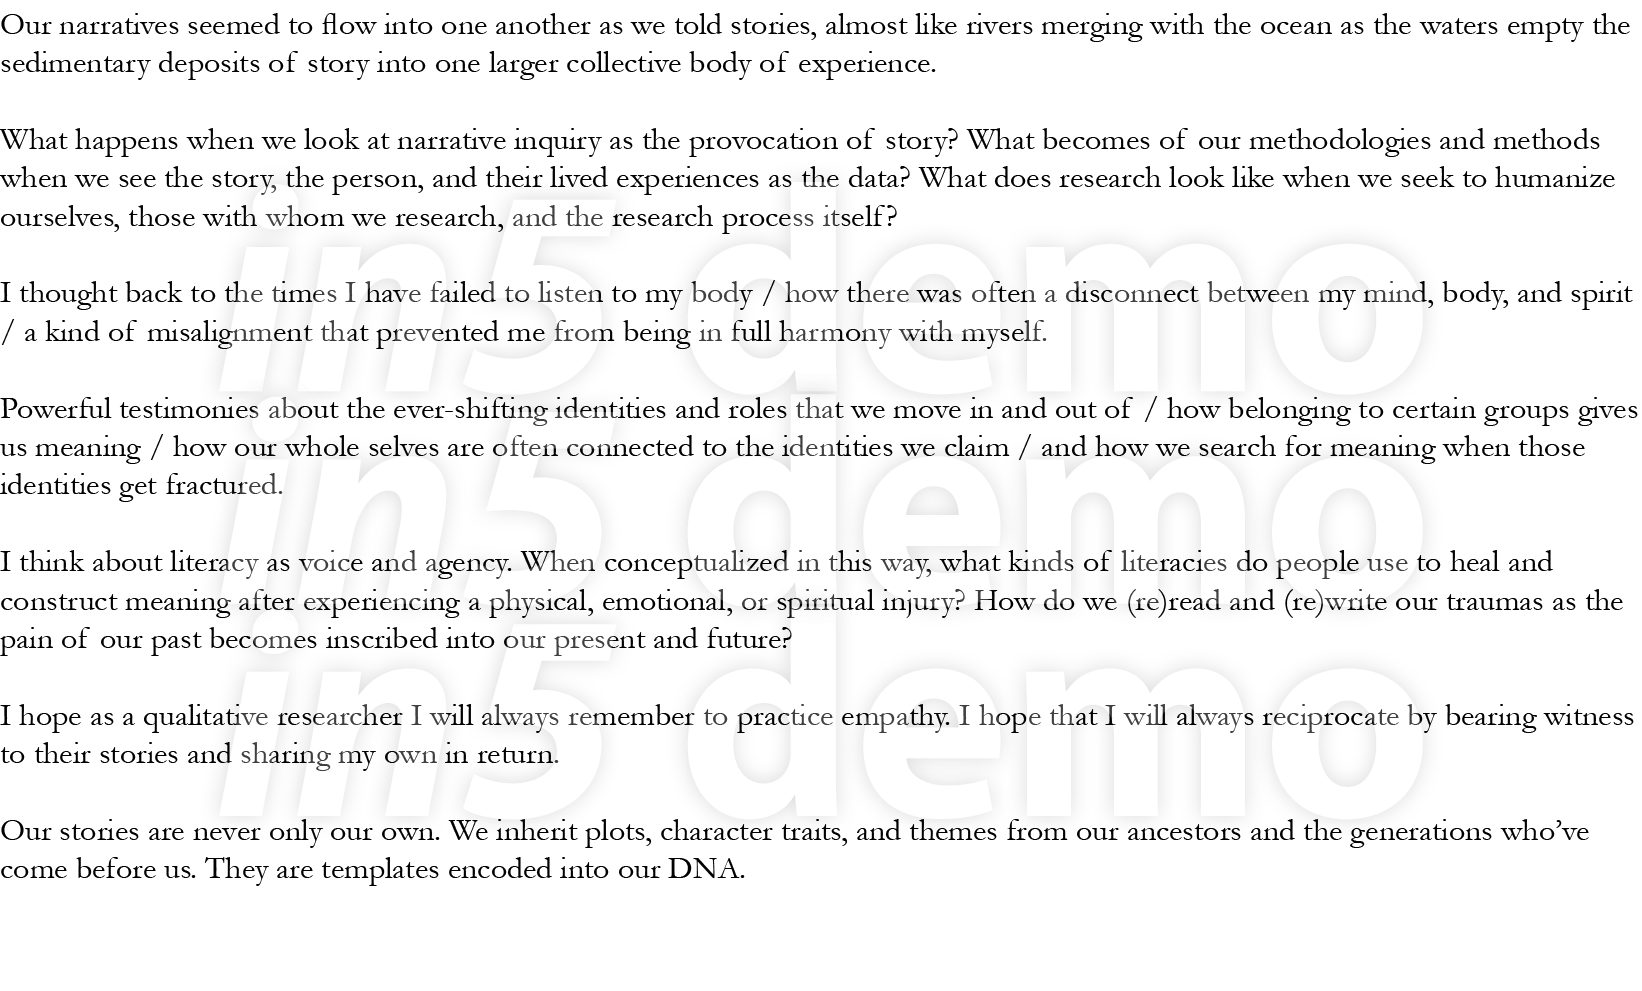 Our narratives seemed to flow into one another as we told stories, almost like rivers merging with the ocean as the waters empty the
sedimentary deposits of story into one larger collective body of experience.
What happens when we look at narrative inquiry as the provocation of story? What becomes of our methodologies and methods
when we see the story, the person, and their lived experiences as the data? What does research look like when we seek to humanize
ourselves, those with whom we research, and the research process itself?
I thought back to the times I have failed to listen to my body / how there was often a disconnect between my mind, body, and spirit
/ a kind of misalignment that prevented me from being in full harmony with myself.
Powerful testimonies about the ever-shifting identities and roles that we move in and out of / how belonging to certain groups gives
us meaning / how our whole selves are often connected to the identities we claim / and how we search for meaning when those
identities get fractured.
I think about literacy as voice and agency. When conceptualized in this way, what kinds of literacies do people use to heal and
construct meaning after experiencing a physical, emotional, or spiritual injury? How do we (re)read and (re)write our traumas as the
pain of our past becomes inscribed into our present and future?
I hope as a qualitative researcher I will always remember to practice empathy. I hope that I will always reciprocate by bearing witness
to their stories and sharing my own in return.
Our stories are never only our own. We inherit plots, character traits, and themes from our ancestors and the generations who've
come before us. They are templates encoded into our DNA.
in5 demo
in5 demo
in5 demo